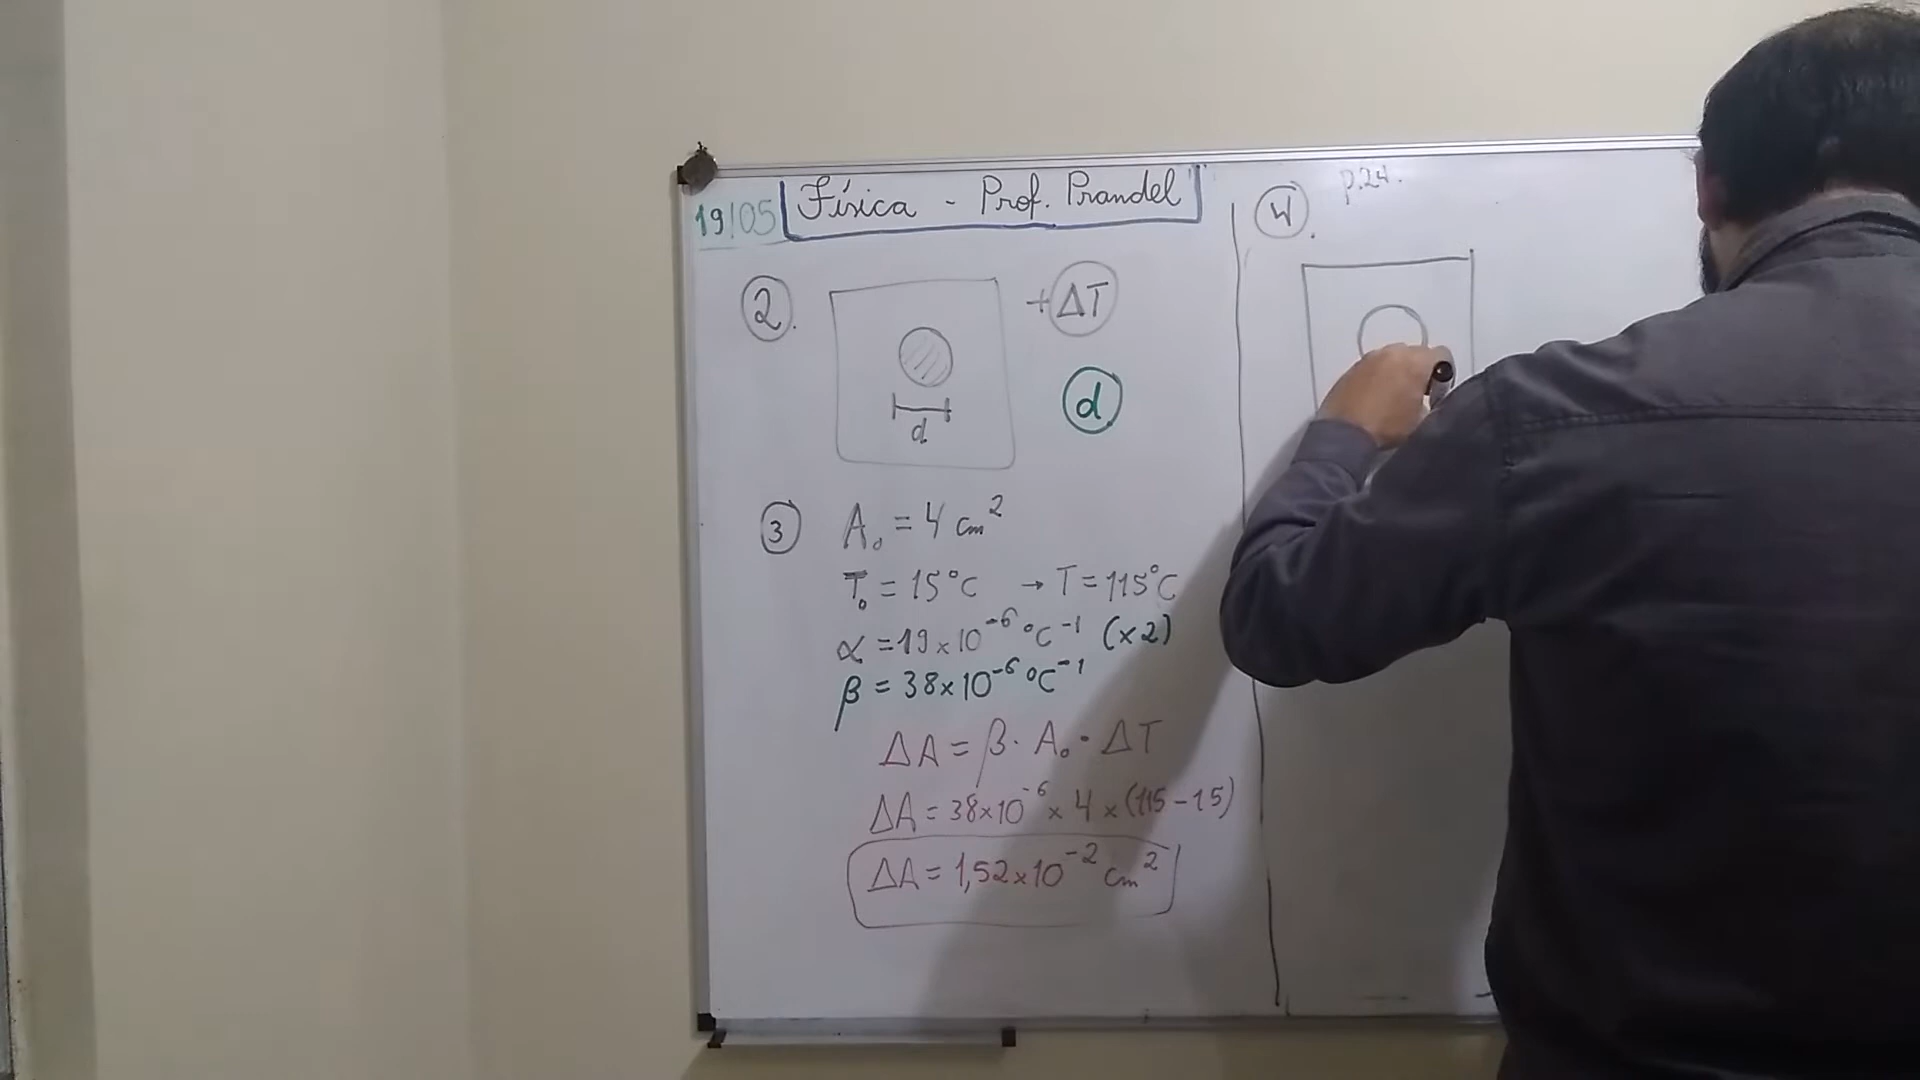 19/05 Física - Prof. Prandel
2. +ΔT
d
d
3 A₀ = 4 cm²
T₀ = 15°C → T = 115°C
α = 19 x 10⁻⁶ °C⁻¹ (x2)
β = 38 x 10⁻⁶ °C⁻¹
ΔA = β · A₀ · ΔT
ΔA = 38 x 10⁻⁶ x 4 x (115 - 15)
ΔA = 1,52 x 10⁻² cm²
4. p.24.